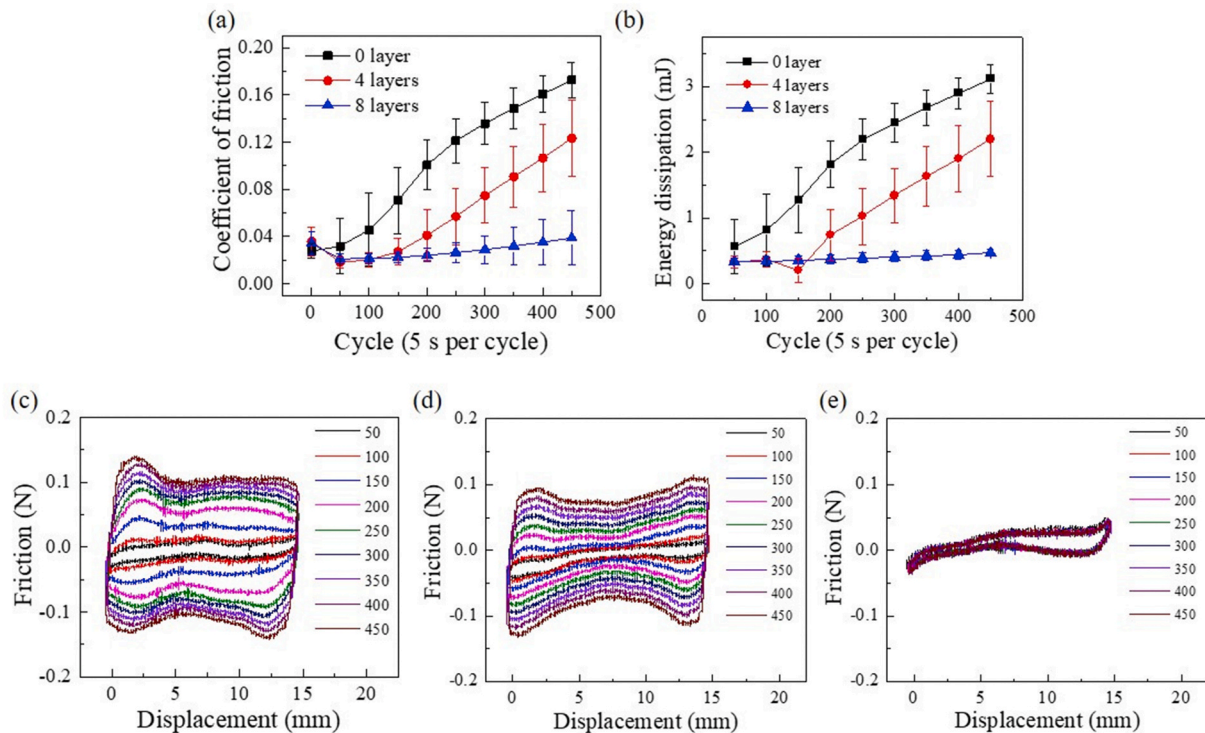 (a)
0 layer
4 layers
8 layers
Coefficient of friction
0.20
0.16
0.12
0.08
0.04
0.00
0 100 200 300 400 500
Cycle (5 s per cycle)
(b)
0 layer
4 layers
8 layers
Energy dissipation (mJ)
3
2
1
0
0 100 200 300 400 500
Cycle (5 s per cycle)
(c)
Friction (N)
0.2
0.1
0.0
-0.1
-0.2
50
100
150
200
250
300
350
400
450
0 5 10 15 20
Displacement (mm)
(d)
Friction (N)
0.2
0.1
0.0
-0.1
-0.2
50
100
150
200
250
300
350
400
450
0 5 10 15 20
Displacement (mm)
(e)
Friction (N)
0.2
0.1
0.0
-0.1
-0.2
50
100
150
200
250
300
350
400
450
0 5 10 15 20
Displacement (mm)